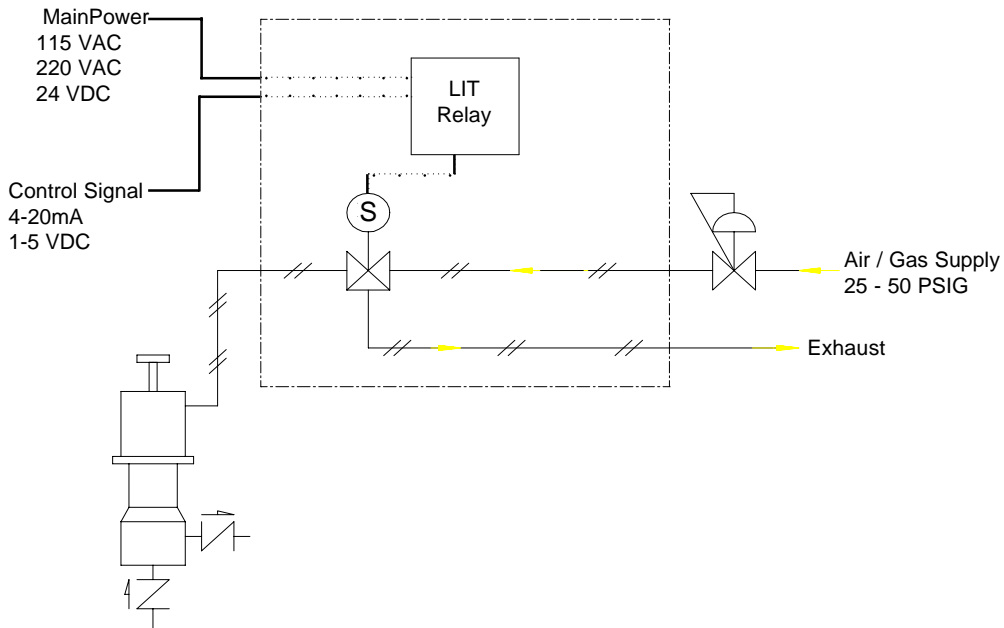 MainPower
115 VAC
220 VAC
24 VDC
LIT
Relay
Control Signal
4-20mA
1-5 VDC
S
Air / Gas Supply
25 - 50 PSIG
Exhaust